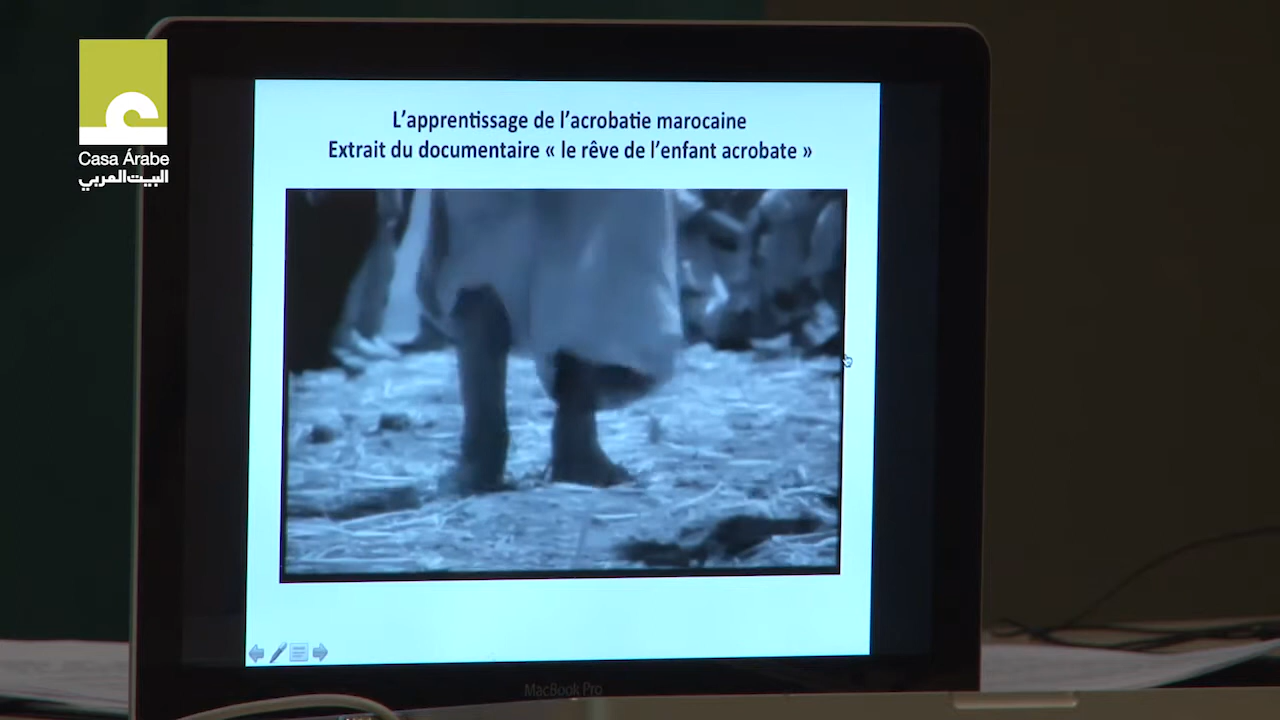 Casa Árabe
البيت العربي
L'apprentissage de l'acrobatie marocaine
Extrait du documentaire « le rêve de l'enfant acrobate »
MacBook Pro